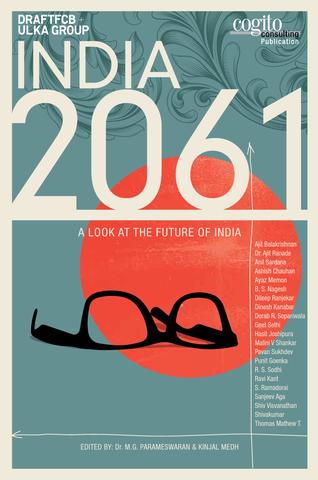 DRAFTFCB +
ULKA GROUP
cogito
consulting
Publication
INDIA
2061
A LOOK AT THE FUTURE OF INDIA
Ajit Balakrishnan
Dr. Ajit Ranade
Anil Sardana
Ashish Chauhan
Ayaz Memon
B. S. Nagesh
Dileep Ranjekar
Dinesh Kanabar
Dorab R. Sopariwala
Geet Sethi
Hasit Joshipura
Malini V Shankar
Pavan Sukhdev
Punit Goenka
R. S. Sodhi
Ravi Kant
S. Ramadorai
Sanjeev Aga
Shiv Visvanathan
Shivakumar
Thomas Mathew T.
EDITED BY: Dr. M.G. PARAMESWARAN & KINJAL MEDH